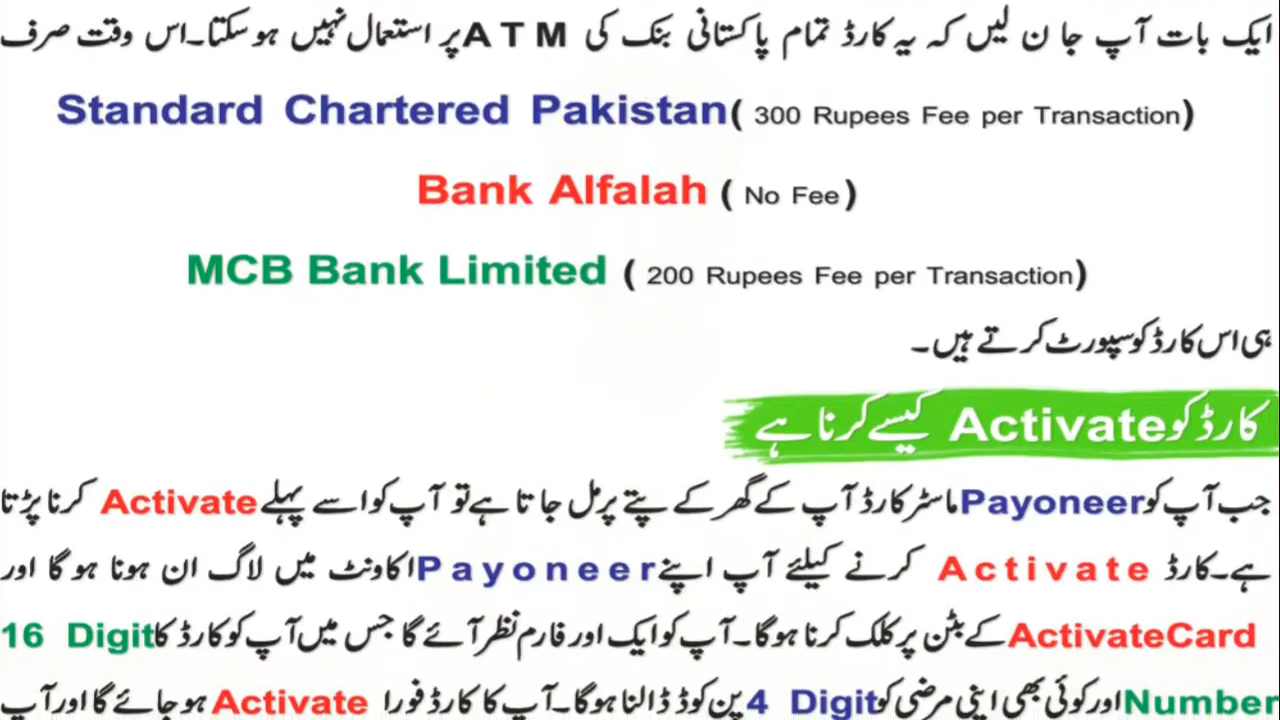 ایک بات آپ جا ن لیں کہ یہ کارڈ تمام پاکستانی بنک کی ATM پر استعمال نہیں ہو سکتا۔اس وقت صرف
Standard Chartered Pakistan( 300 Rupees Fee per Transaction)
Bank Alfalah ( No Fee )
MCB Bank Limited ( 200 Rupees Fee per Transaction)
ہی اس کارڈ کو سپورٹ کرتے ہیں۔
کارڈ کو Activate کیسے کرنا ہے
جب آپ کو Payoneer ماسٹر کارڈ آپ کے گھر کے پتے پر مل جا تا ہے تو آپ کو اسے پہلے Activate کرنا پڑتا
ہے۔کارڈ Activate کرنے کیلئے آپ اپنے Payoneer اکاونٹ میں لاگ ان ہونا ہو گا اور
ActivateCard کے بٹن پر کلک کرنا ہوگا۔آپ کو ایک اور فارم نظر آئے گا جس میں آپ کو کارڈ کا 16 Digit
Number اور کوئی بھی اپنی مرضی کو 4 Digit پن کوڈ ڈالنا ہوگا۔آپ کا کارڈ فورا Activate ہو جائے گا اور آپ